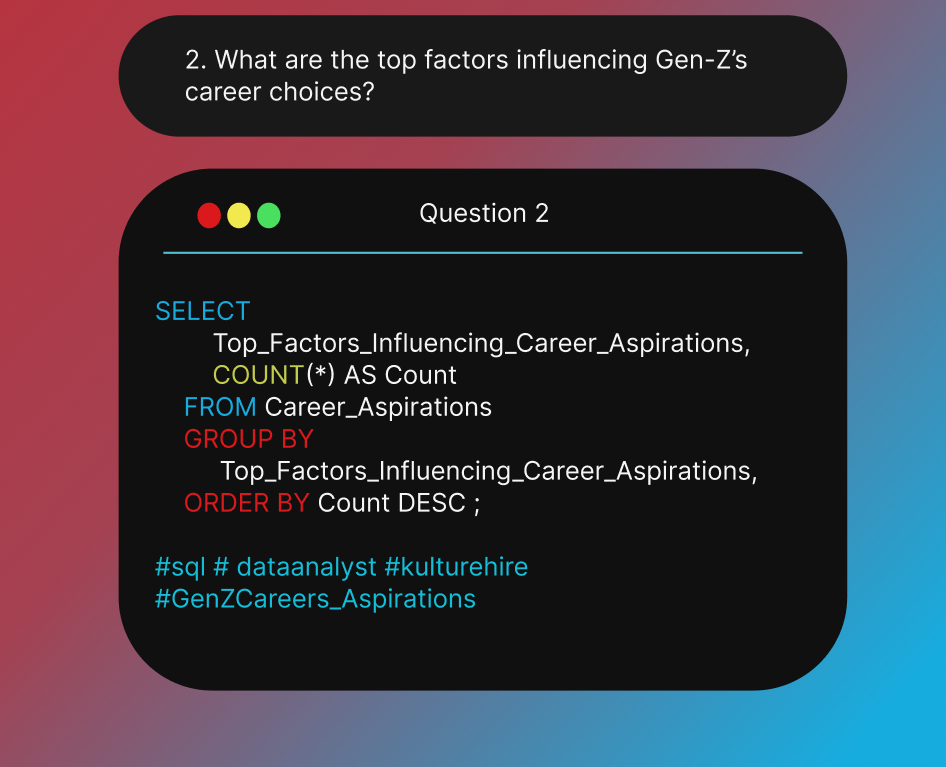 2. What are the top factors influencing Gen-Z’s
career choices?
Question 2
SELECT
Top_Factors_Influencing_Career_Aspirations,
COUNT(*) AS Count
FROM Career_Aspirations
GROUP BY
Top_Factors_Influencing_Career_Aspirations,
ORDER BY Count DESC ;
#sql # dataanalyst #kulturehire
#GenZCareers_Aspirations